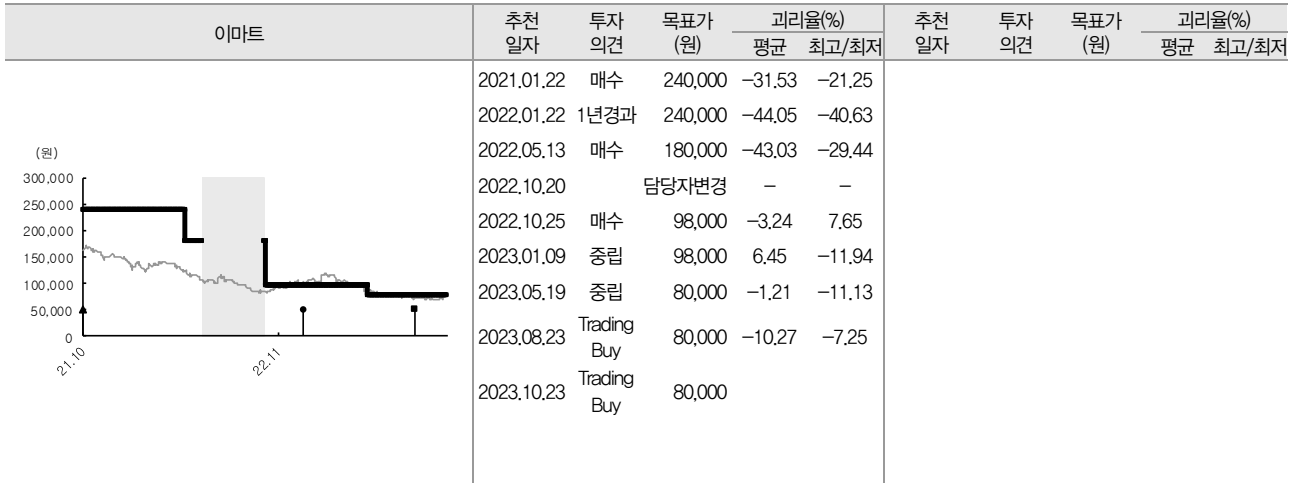 이마트
추천 일자 투자 의견 목표가 (원) 괴리율(%) 평균 최고/최저
추천 일자 투자 의견 목표가 (원) 괴리율(%) 평균 최고/최저
(원)
300,000
250,000
200,000
150,000
100,000
50,000
0
21.10
22.11
2021.01.22 매수 240,000 -31.53 -21.25
2022.01.22 1년경과 240,000 -44.05 -40.63
2022.05.13 매수 180,000 -43.03 -29.44
2022.10.20 담당자변경 - -
2022.10.25 매수 98,000 -3.24 7.65
2023.01.09 중립 98,000 6.45 -11.94
2023.05.19 중립 80,000 -1.21 -11.13
2023.08.23 Trading Buy 80,000 -10.27 -7.25
2023.10.23 Trading Buy 80,000